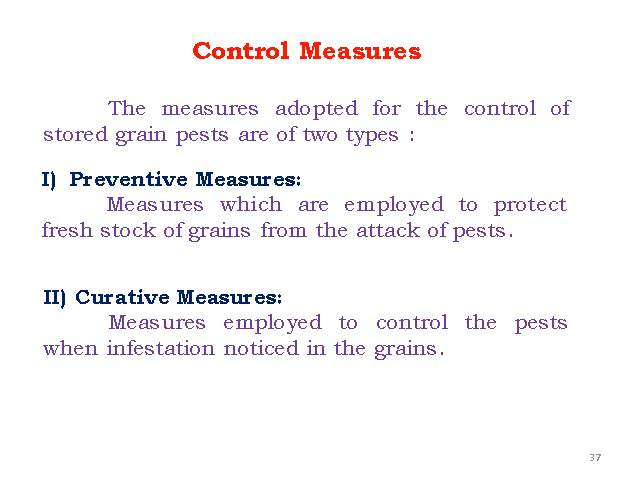 Control Measures
The measures adopted for the control of
stored grain pests are of two types :
I) Preventive Measures:
Measures which are employed to protect
fresh stock of grains from the attack of pests.
II) Curative Measures:
Measures employed to control the pests
when infestation noticed in the grains.
37